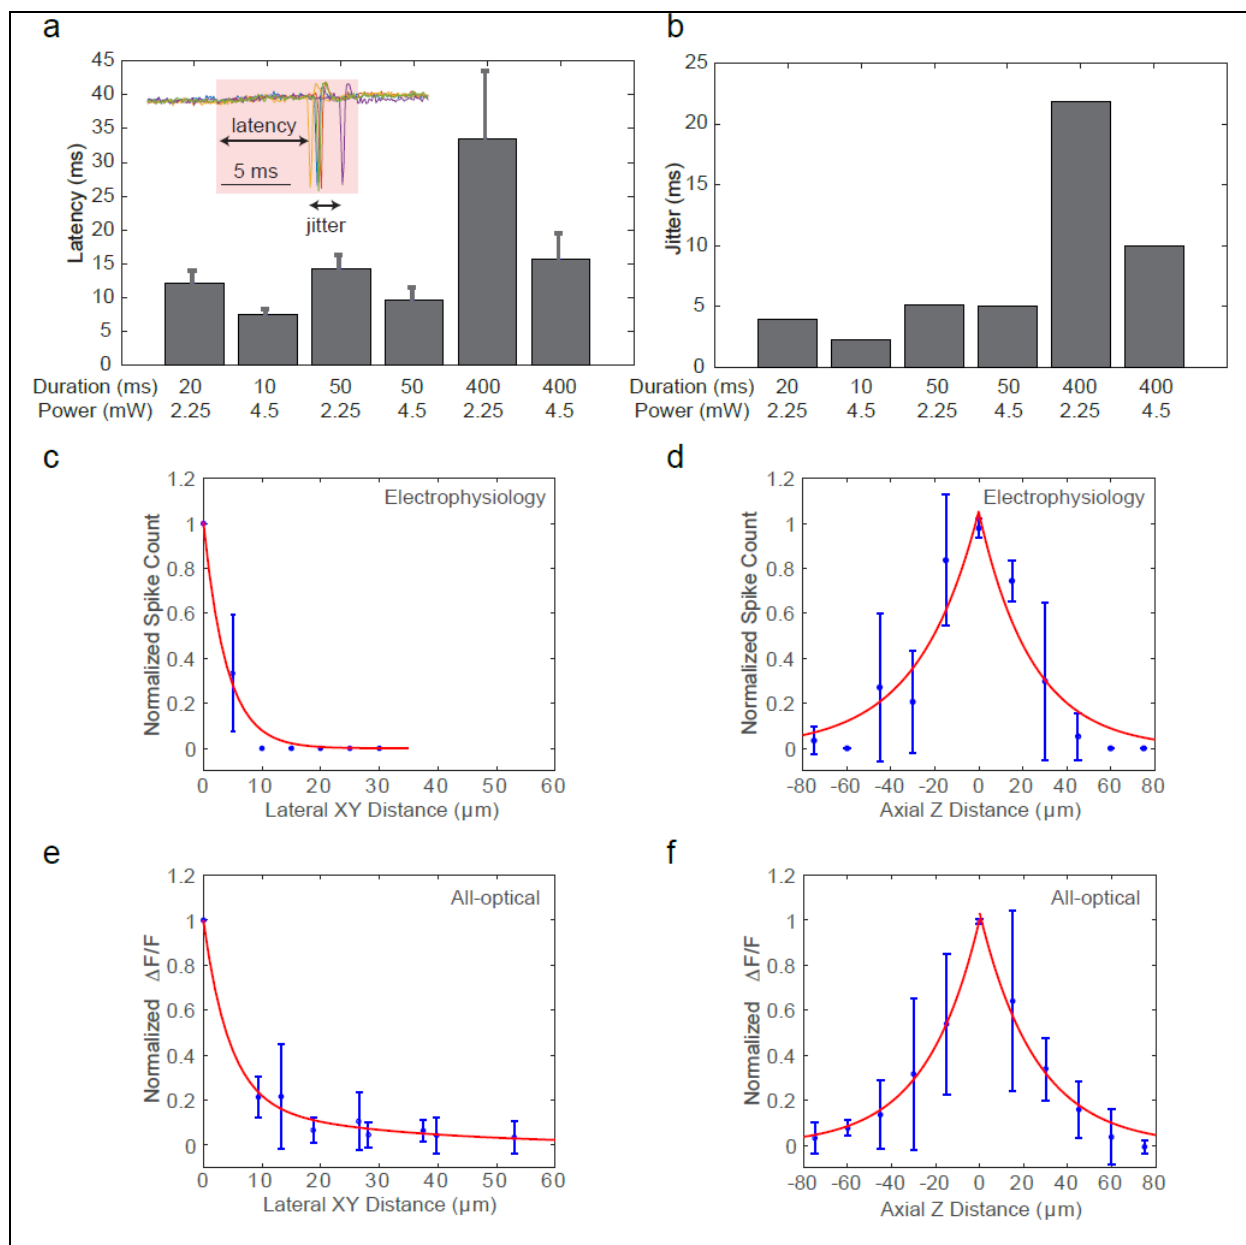 a
45
40
35
30
25
20
15
10
5
0
Latency (ms)
latency
5 ms
jitter
Duration (ms) 20 10 50 50 400 400
Power (mW) 2.25 4.5 2.25 4.5 2.25 4.5
b
25
20
15
10
5
0
Jitter (ms)
Duration (ms) 20 10 50 50 400 400
Power (mW) 2.25 4.5 2.25 4.5 2.25 4.5
c
Electrophysiology
1.2
1
0.8
0.6
0.4
0.2
0
Normalized Spike Count
0 10 20 30 40 50 60
Lateral XY Distance (µm)
d
Electrophysiology
1.2
1
0.8
0.6
0.4
0.2
0
Normalized Spike Count
-80 -60 -40 -20 0 20 40 60 80
Axial Z Distance (µm)
e
All-optical
1.2
1
0.8
0.6
0.4
0.2
0
Normalized ΔF/F
0 10 20 30 40 50 60
Lateral XY Distance (µm)
f
All-optical
1.2
1
0.8
0.6
0.4
0.2
0
Normalized ΔF/F
-80 -60 -40 -20 0 20 40 60 80
Axial Z Distance (µm)